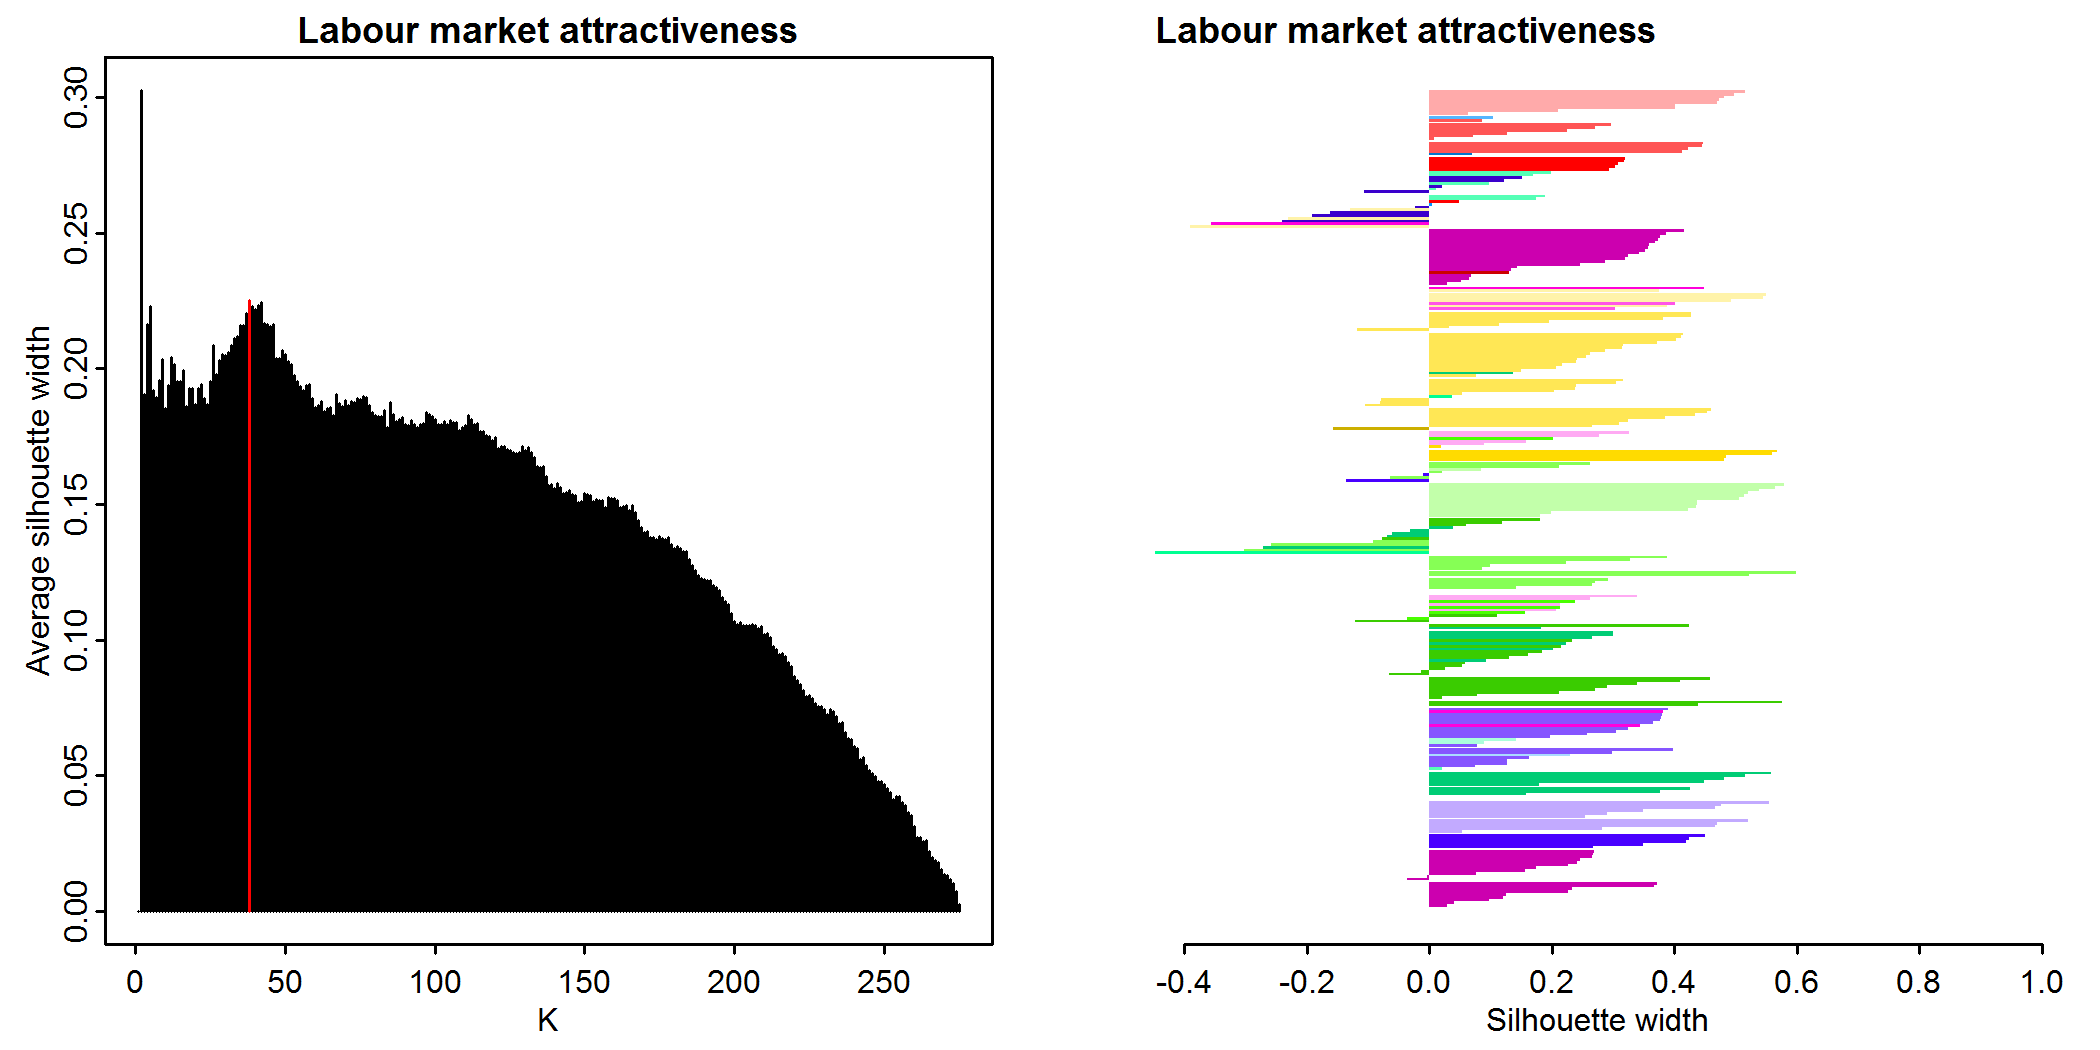 Labour market attractiveness
Average silhouette width
0.30
0.25
0.20
0.15
0.10
0.05
0.00
0 50 100 150 200 250
K
Labour market attractiveness
-0.4 -0.2 0.0 0.2 0.4 0.6 0.8 1.0
Silhouette width